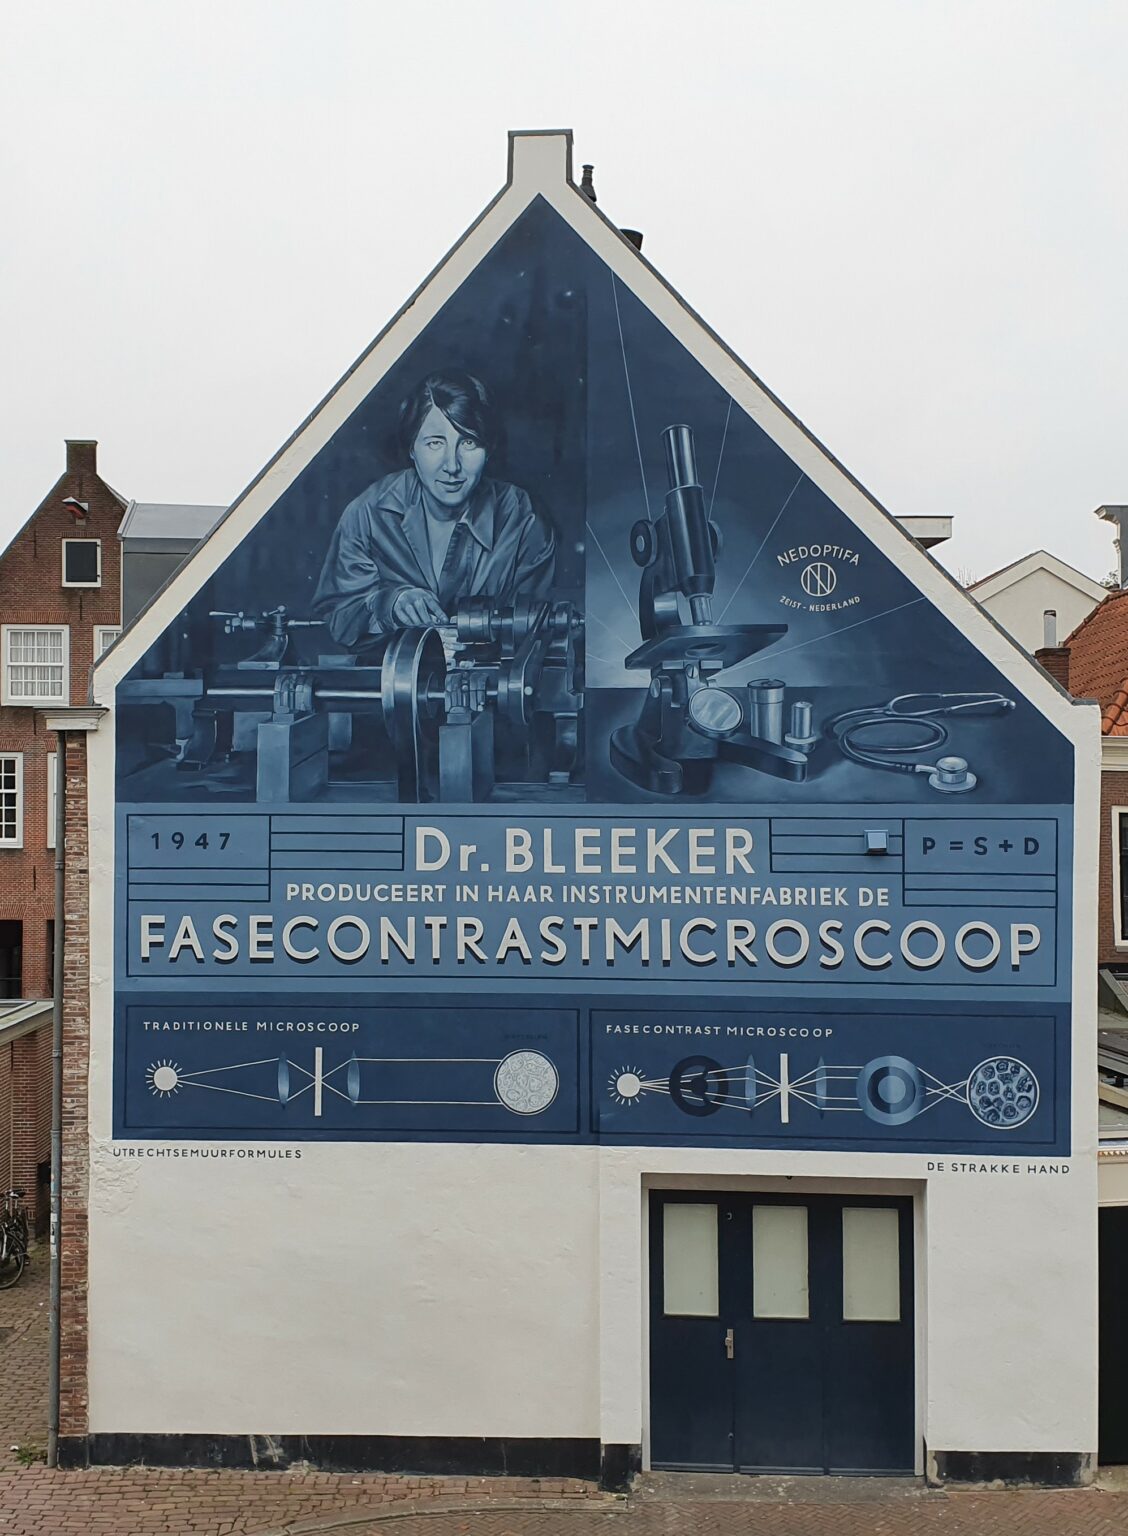 NEDOPTIFA
N
ZEIST - NEDERLAND
1947
Dr. BLEEKER
P = S + D
PRODUCEERT IN HAAR INSTRUMENTENFABRIEK DE
FASECONTRASTMICROSCOOP
TRADITIONELE MICROSCOOP
FASECONTRAST MICROSCOOP
UTRECHTSEMUURFORMULES
DE STRAKKE HAND